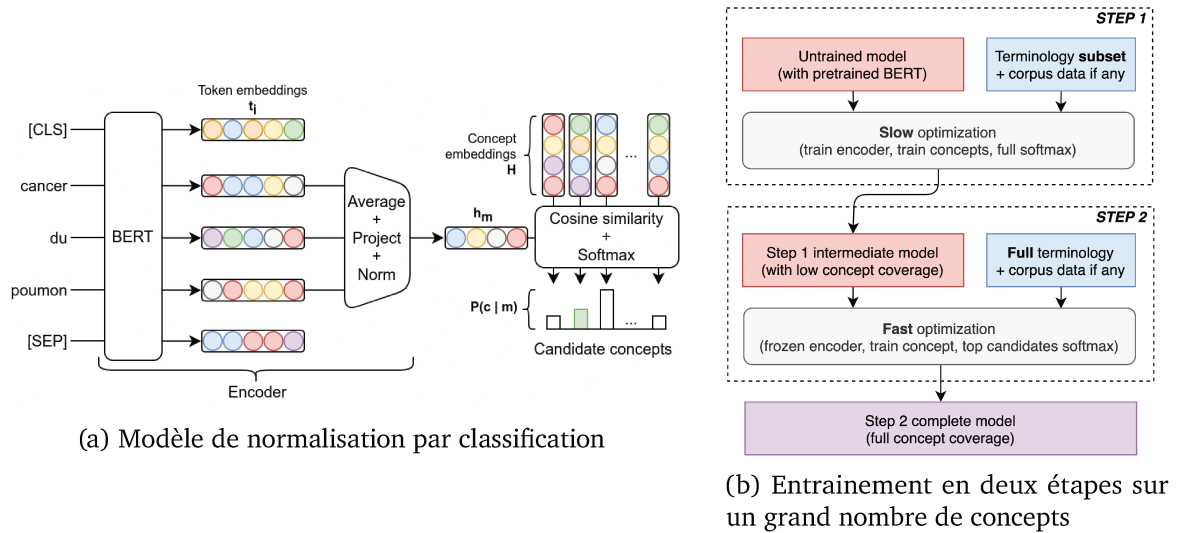 Token embeddings
ti
[CLS]
cancer
du
poumon
[SEP]
BERT
Average
+
Project
+
Norm
Encoder
hm
Concept
embeddings
H
...
Cosine similarity
+
Softmax
P(c | m)
...
Candidate concepts
(a) Modèle de normalisation par classification
STEP 1
Untrained model
(with pretrained BERT)
Terminology subset
+ corpus data if any
Slow optimization
(train encoder, train concepts, full softmax)
STEP 2
Step 1 intermediate model
(with low concept coverage)
Full terminology
+ corpus data if any
Fast optimization
(frozen encoder, train concept, top candidates softmax)
Step 2 complete model
(full concept coverage)
(b) Entrainement en deux étapes sur
un grand nombre de concepts